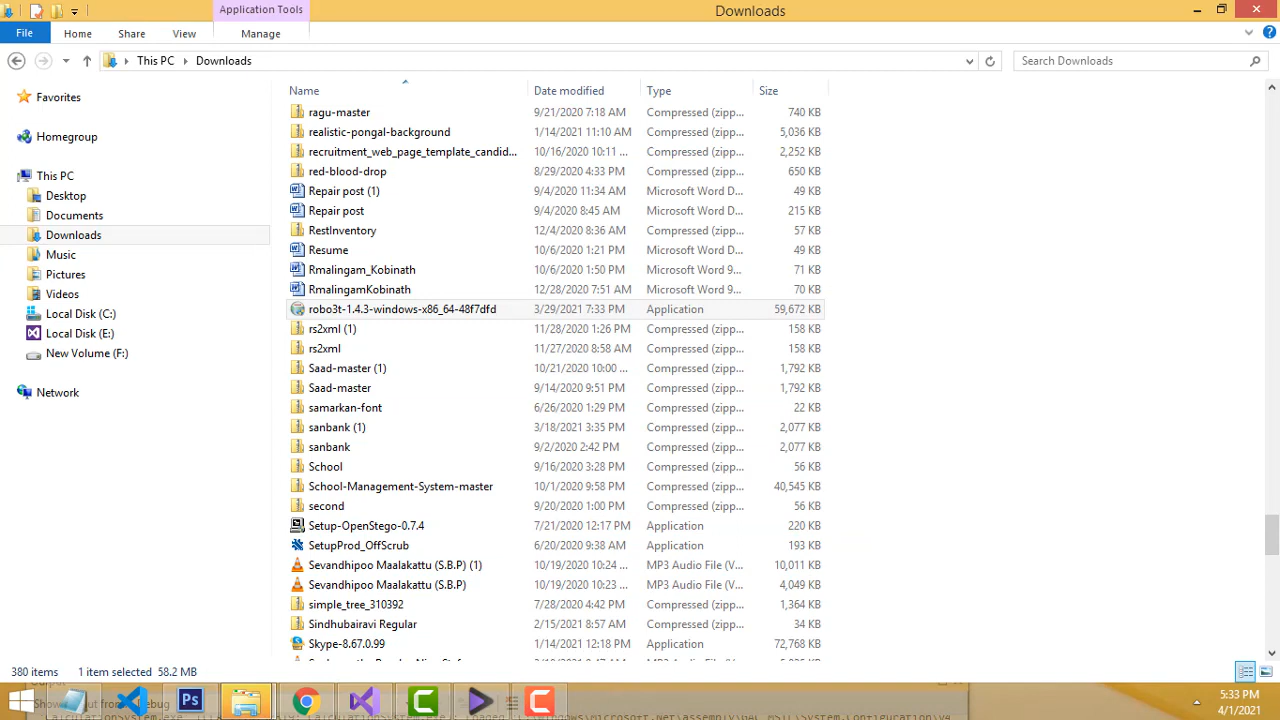 Application Tools
Downloads
File
Home
Share
View
Manage
This PC
Downloads
Search Downloads
Name
Date modified
Type
Size
Favorites
Homegroup
This PC
Desktop
Documents
Downloads
Music
Pictures
Videos
Local Disk (C:)
Local Disk (E:)
New Volume (F:)
Network
ragu-master 9/21/2020 7:18 AM Compressed (zipp... 740 KB
realistic-pongal-background 1/14/2021 11:10 AM Compressed (zipp... 5,036 KB
recruitment_web_page_template_candid... 10/16/2020 10:11 ... Compressed (zipp... 2,252 KB
red-blood-drop 8/29/2020 4:33 PM Compressed (zipp... 650 KB
Repair post (1) 9/4/2020 11:34 AM Microsoft Word D... 49 KB
Repair post 9/4/2020 8:45 AM Microsoft Word D... 215 KB
RestInventory 12/4/2020 8:36 AM Compressed (zipp... 57 KB
Resume 10/6/2020 1:21 PM Microsoft Word D... 49 KB
Rmalingam_Kobinath 10/6/2020 1:50 PM Microsoft Word 9... 71 KB
RmalingamKobinath 12/28/2020 7:51 AM Microsoft Word 9... 70 KB
robo3t-1.4.3-windows-x86_64-48f7dfd 3/29/2021 7:33 PM Application 59,672 KB
rs2xml (1) 11/28/2020 1:26 PM Compressed (zipp... 158 KB
rs2xml 11/27/2020 8:58 AM Compressed (zipp... 158 KB
Saad-master (1) 10/21/2020 10:00 ... Compressed (zipp... 1,792 KB
Saad-master 9/14/2020 9:51 PM Compressed (zipp... 1,792 KB
samarkan-font 6/26/2020 1:29 PM Compressed (zipp... 22 KB
sanbank (1) 3/18/2021 3:35 PM Compressed (zipp... 2,077 KB
sanbank 9/2/2020 2:42 PM Compressed (zipp... 2,077 KB
School 9/16/2020 3:28 PM Compressed (zipp... 56 KB
School-Management-System-master 10/1/2020 9:58 PM Compressed (zipp... 40,545 KB
second 9/20/2020 1:00 PM Compressed (zipp... 56 KB
Setup-OpenStego-0.7.4 7/21/2020 12:17 PM Application 220 KB
SetupProd_OffScrub 6/20/2020 9:38 AM Application 193 KB
Sevandhipoo Maalakattu (S.B.P) (1) 10/19/2020 10:24 ... MP3 Audio File (V... 10,011 KB
Sevandhipoo Maalakattu (S.B.P) 10/19/2020 10:23 ... MP3 Audio File (V... 4,049 KB
simple_tree_310392 7/28/2020 4:42 PM Compressed (zipp... 1,364 KB
Sindhubairavi Regular 2/15/2021 8:57 AM Compressed (zipp... 34 KB
Skype-8.67.0.99 1/14/2021 12:18 PM Application 72,768 KB
380 items 1 item selected 58.2 MB
Ps
5:33 PM
4/1/2021